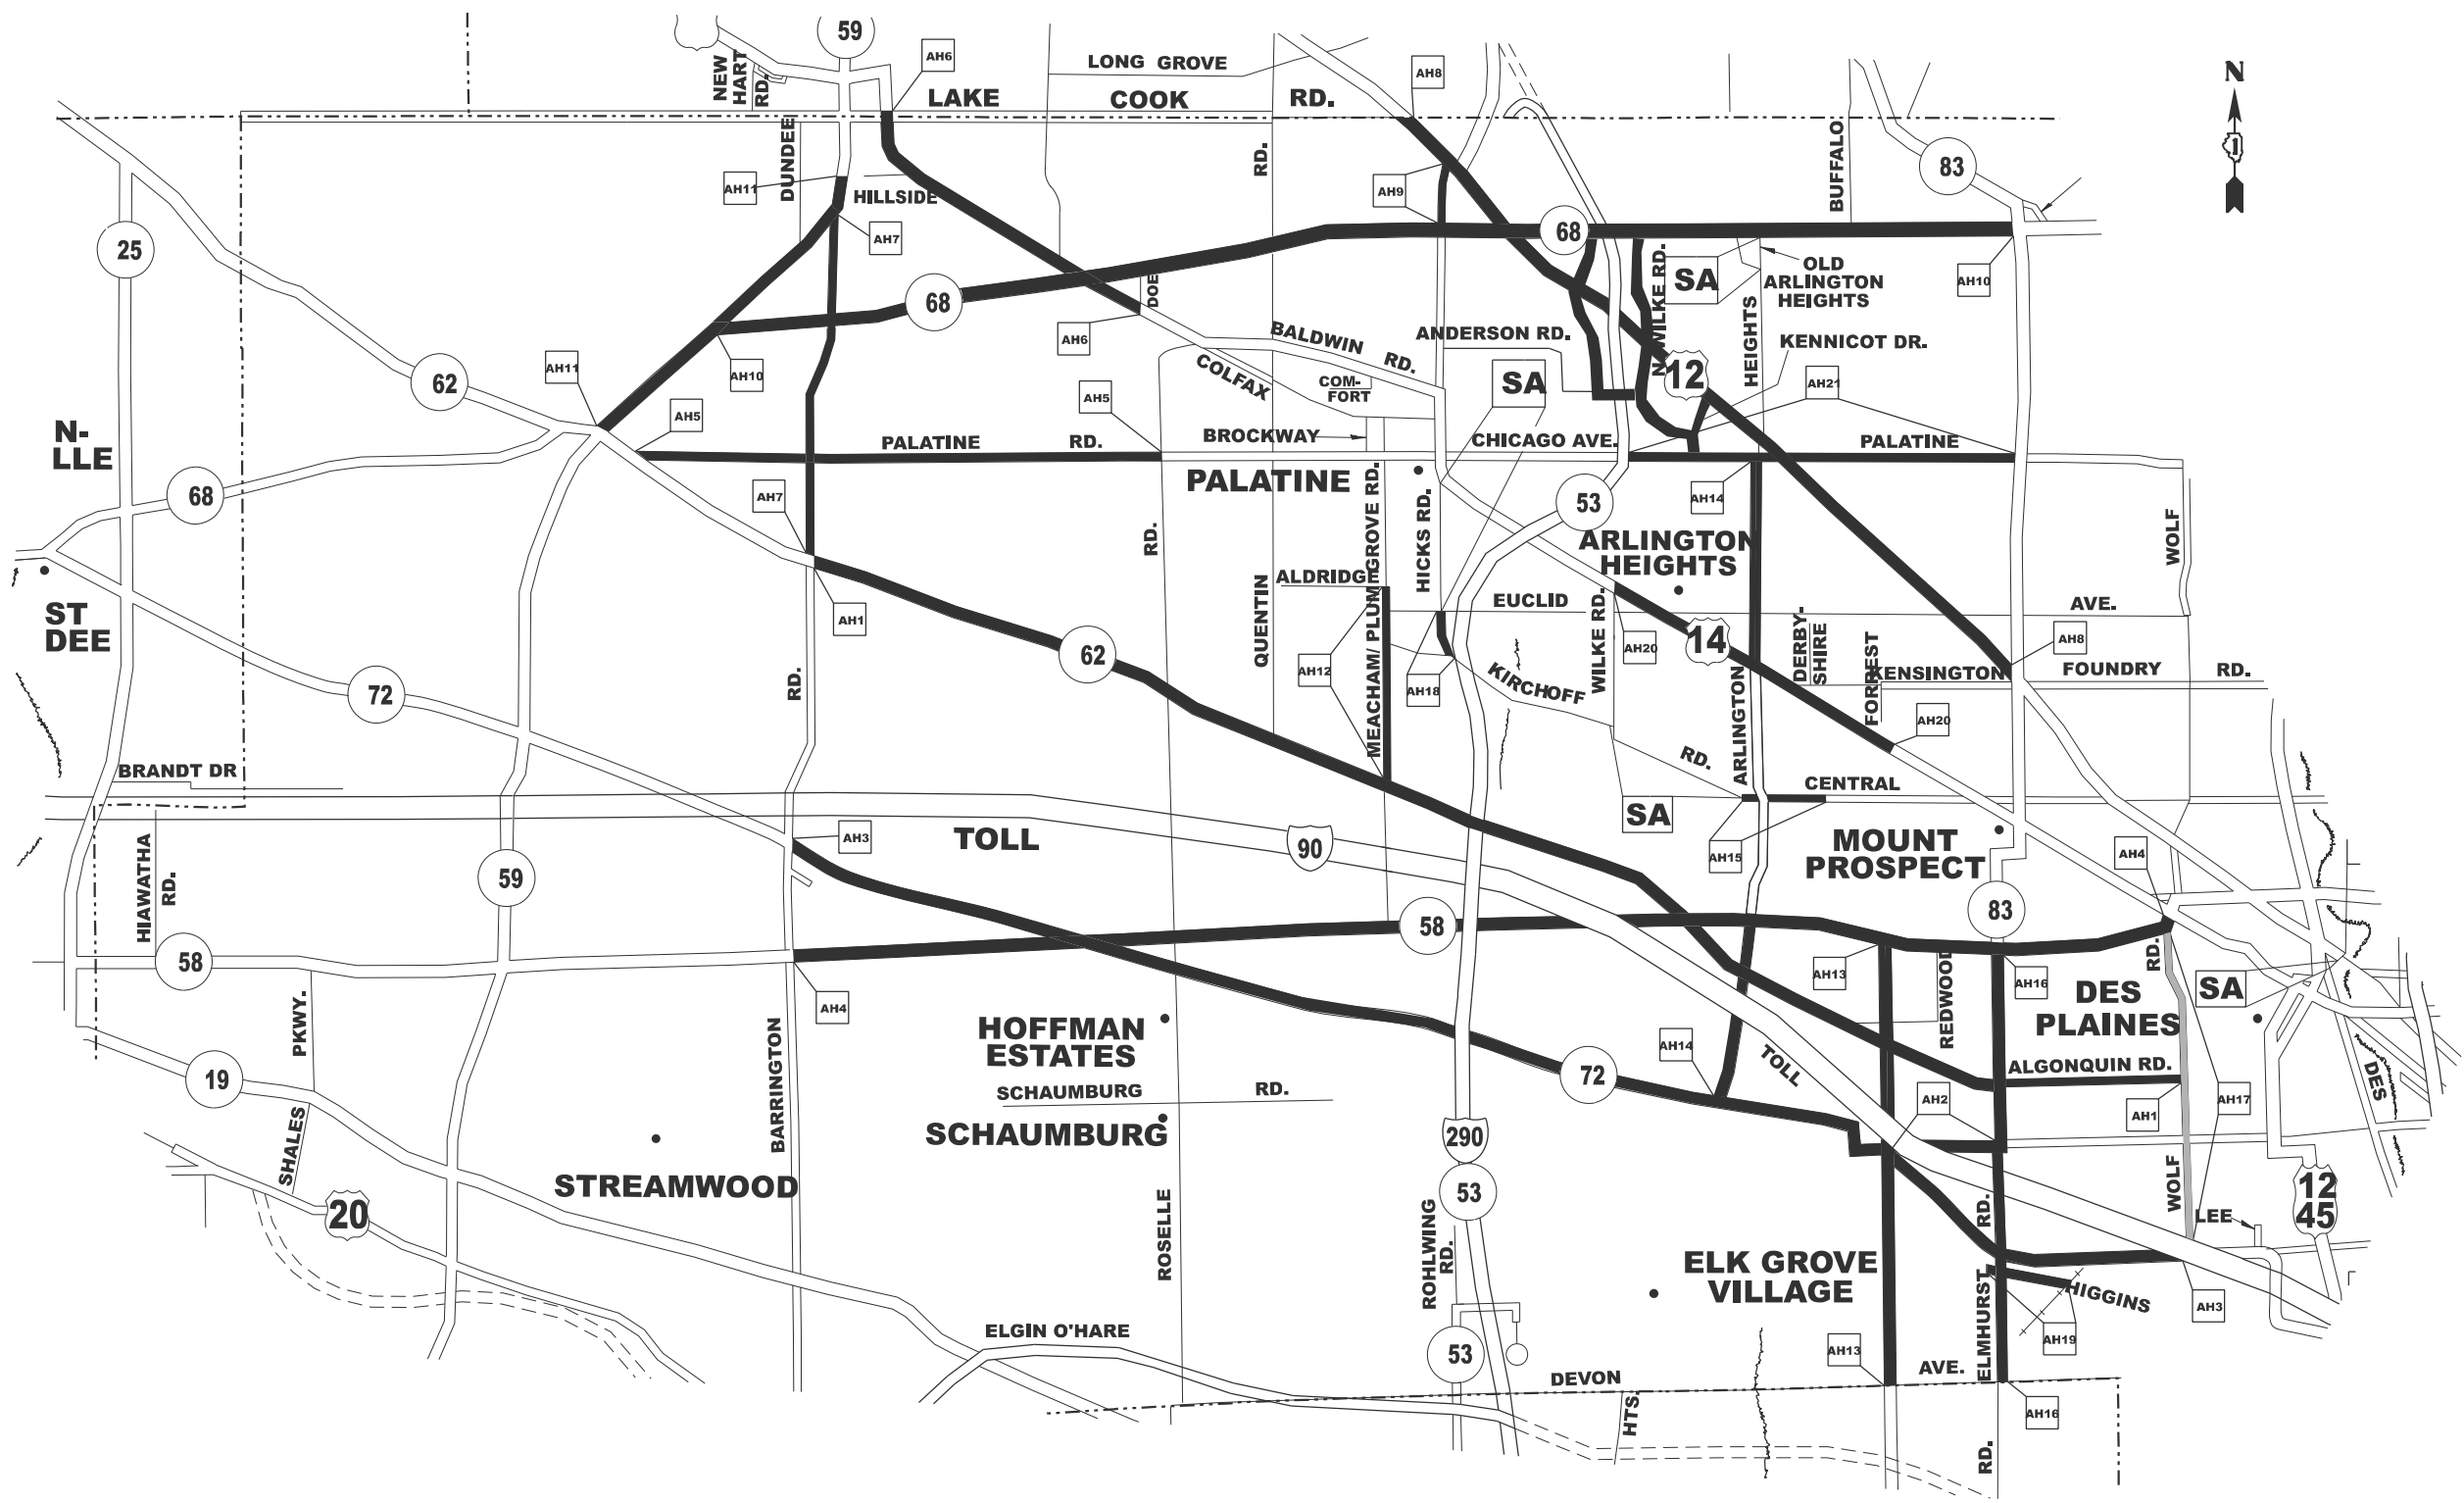 59
AH6
LONG GROVE
AH8
N
NEW
HART
RD.
LAKE
COOK
RD.
1
DUNDEE
RD.
BUFFALO
83
AH11
HILLSIDE
AH9
AH7
25
68
OLD
ARLINGTON
HEIGHTS
SA
AH10
68
DOE
N. WILKE RD.
HEIGHTS
AH6
BALDWIN
RD.
ANDERSON RD.
KENNICOT DR.
AH11
AH10
62
COLFAX
COM-
FORT
SA
12
AH21
AH5
AH5
N-
LLE
PALATINE
RD.
BROCKWAY
CHICAGO AVE.
PALATINE
PALATINE
68
AH7
AH14
53
RD.
HICKS RD.
MEACHAM/ PLUM GROVE RD.
ARLINGTON
HEIGHTS
WOLF
ST
DEE
QUENTIN
ALDRIDGE
EUCLID
AVE.
AH1
WILKE RD.
14
DERBY-
SHIRE
FORREST
AH8
62
AH20
AH12
AH18
KIRCHOFF
KENSINGTON
FOUNDRY
RD.
72
RD.
AH20
ARLINGTON
RD.
BRANDT DR
CENTRAL
SA
TOLL
90
AH3
MOUNT
PROSPECT
AH15
AH4
HIAWATHA
RD.
59
83
58
58
RD.
AH13
REDWOOD
AH16
DES
PLAINES
SA
AH4
PKWY.
HOFFMAN
ESTATES
BARRINGTON
AH14
TOLL
ALGONQUIN RD.
19
72
DES
SCHAUMBURG
RD.
AH2
AH1
AH17
SHALES
SCHAUMBURG
290
STREAMWOOD
53
WOLF
12
45
20
ROSELLE
ROHLWING
RD.
RD.
LEE
ELK GROVE
VILLAGE
ELMHURST
HIGGINS
AH3
ELGIN O'HARE
53
AH13
AH19
DEVON
AVE.
HTS.
AH16
RD.